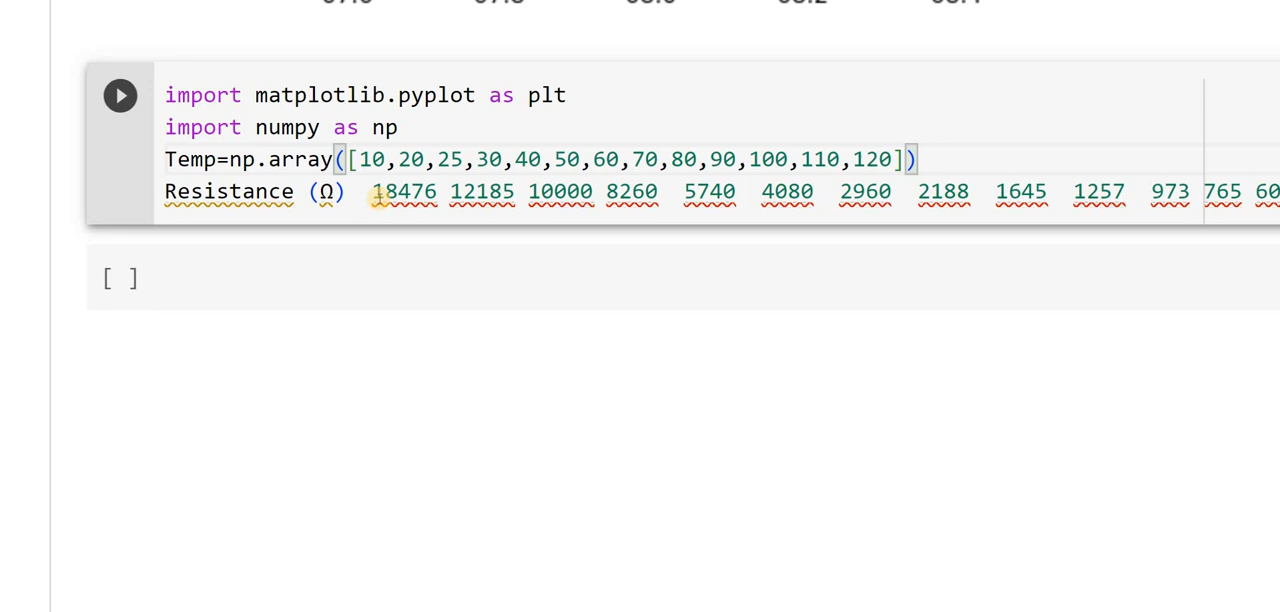 import matplotlib.pyplot as plt
import numpy as np
Temp=np.array([10,20,25,30,40,50,60,70,80,90,100,110,120])
Resistance (Ω) 18476 12185 10000 8260 5740 4080 2960 2188 1645 1257 973 765
[ ]